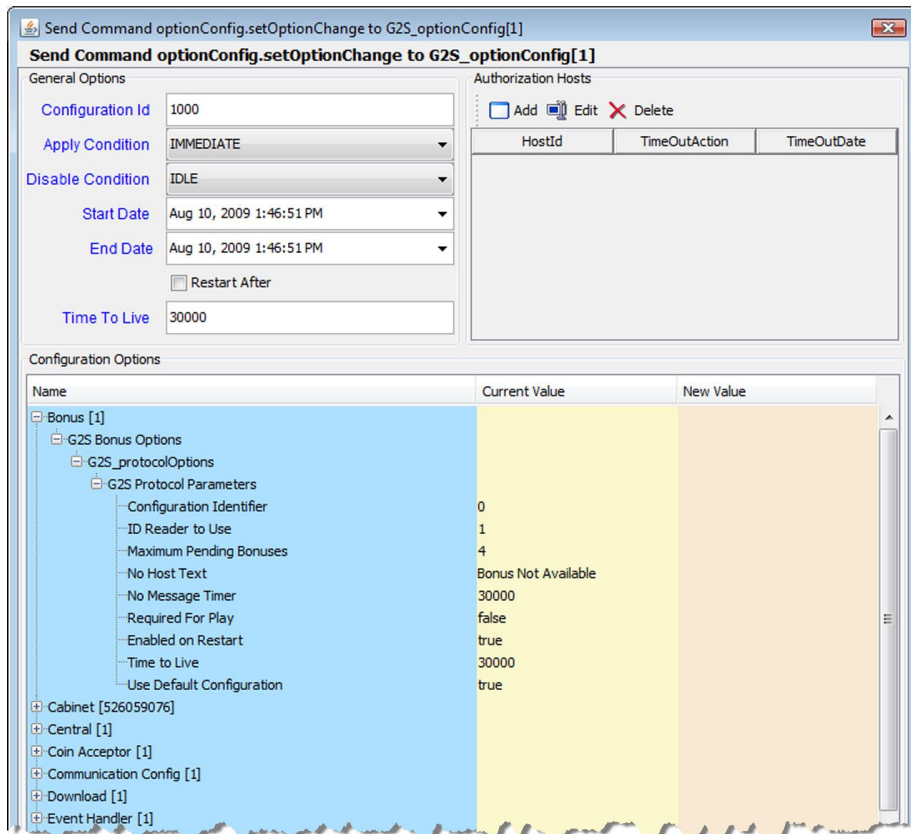 Send Command optionConfig.setOptionChange to G2S_optionConfig[1]
Send Command optionConfig.setOptionChange to G2S_optionConfig[1]
General Options
Configuration Id 1000
Apply Condition IMMEDIATE
Disable Condition IDLE
Start Date Aug 10, 2009 1:46:51 PM
End Date Aug 10, 2009 1:46:51 PM
Restart After
Time To Live 30000
Authorization Hosts
Add Edit Delete
HostId TimeOutAction TimeOutDate
Configuration Options
Name Current Value New Value
Bonus [1]
G2S Bonus Options
G2S_protocolOptions
G2S Protocol Parameters
Configuration Identifier 0
ID Reader to Use 1
Maximum Pending Bonuses 4
No Host Text Bonus Not Available
No Message Timer 30000
Required For Play false
Enabled on Restart true
Time to Live 30000
Use Default Configuration true
Cabinet [526059076]
Central [1]
Coin Acceptor [1]
Communication Config [1]
Download [1]
Event Handler [1]